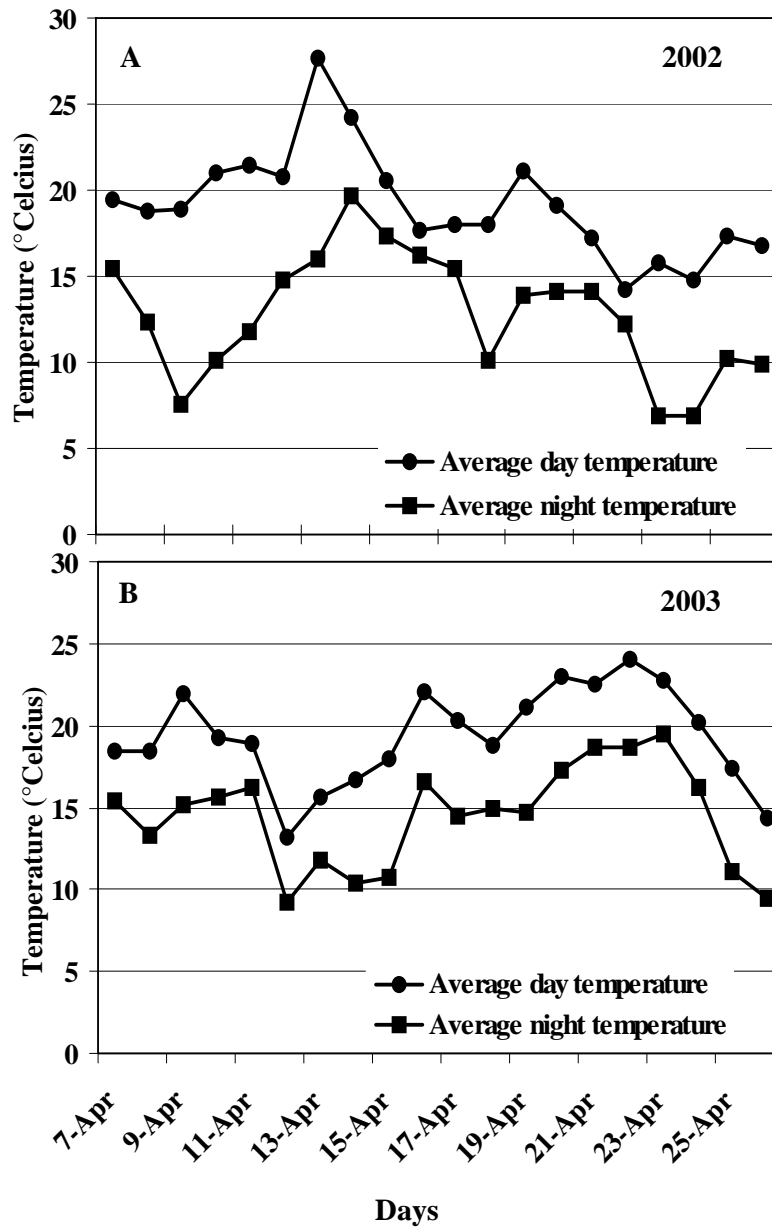 30
A
2002
25
20
15
10
5
0
Temperature (°Celcius)
Average day temperature
Average night temperature
30
B
2003
25
20
15
10
5
0
Temperature (°Celcius)
Average day temperature
Average night temperature
7-Apr
9-Apr
11-Apr
13-Apr
15-Apr
17-Apr
19-Apr
21-Apr
23-Apr
25-Apr
Days